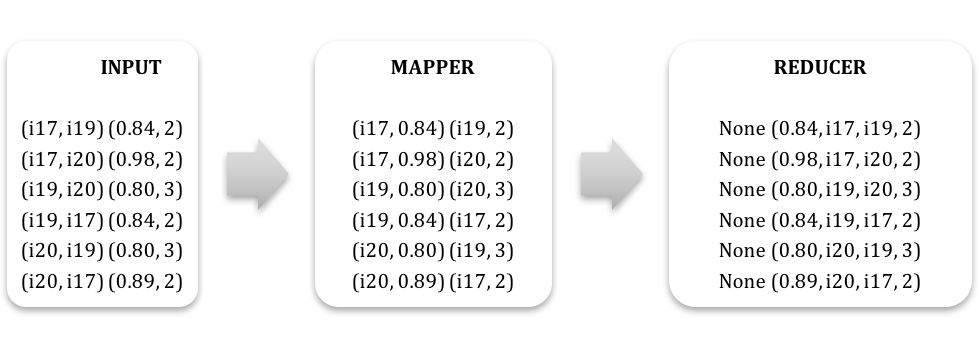 INPUT
(i17, i19) (0.84, 2)
(i17, i20) (0.98, 2)
(i19, i20) (0.80, 3)
(i19, i17) (0.84, 2)
(i20, i19) (0.80, 3)
(i20, i17) (0.89, 2)
MAPPER
(i17, 0.84) (i19, 2)
(i17, 0.98) (i20, 2)
(i19, 0.80) (i20, 3)
(i19, 0.84) (i17, 2)
(i20, 0.80) (i19, 3)
(i20, 0.89) (i17, 2)
REDUCER
None (0.84, i17, i19, 2)
None (0.98, i17, i20, 2)
None (0.80, i19, i20, 3)
None (0.84, i19, i17, 2)
None (0.80, i20, i19, 3)
None (0.89, i20, i17, 2)